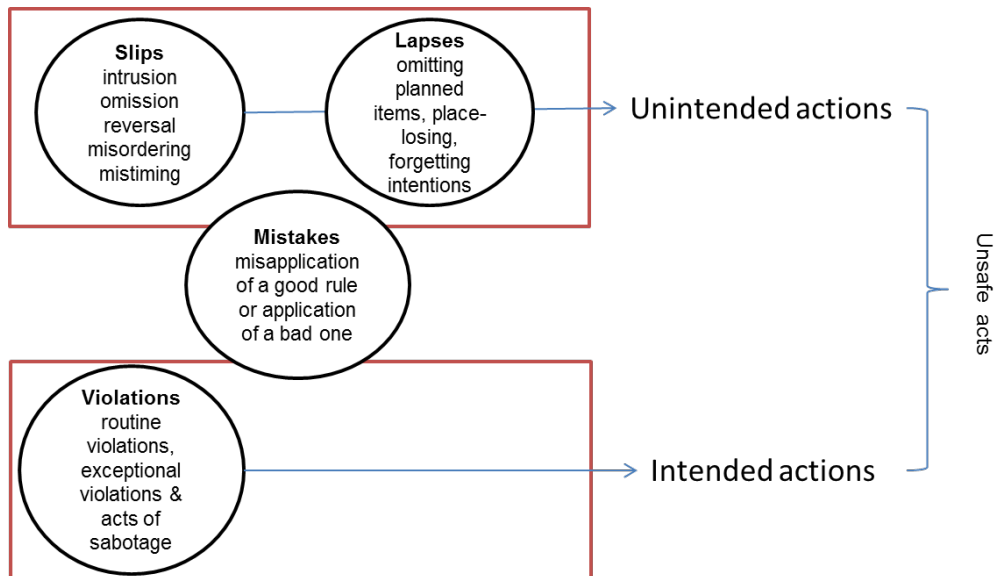 Slips
intrusion
omission
reversal
misordering
mistiming
Lapses
omitting
planned
items, place-
losing,
forgetting
intentions
Unintended actions
Mistakes
misapplication
of a good rule
or application
of a bad one
Unsafe acts
Violations
routine
violations,
exceptional
violations &
acts of
sabotage
Intended actions